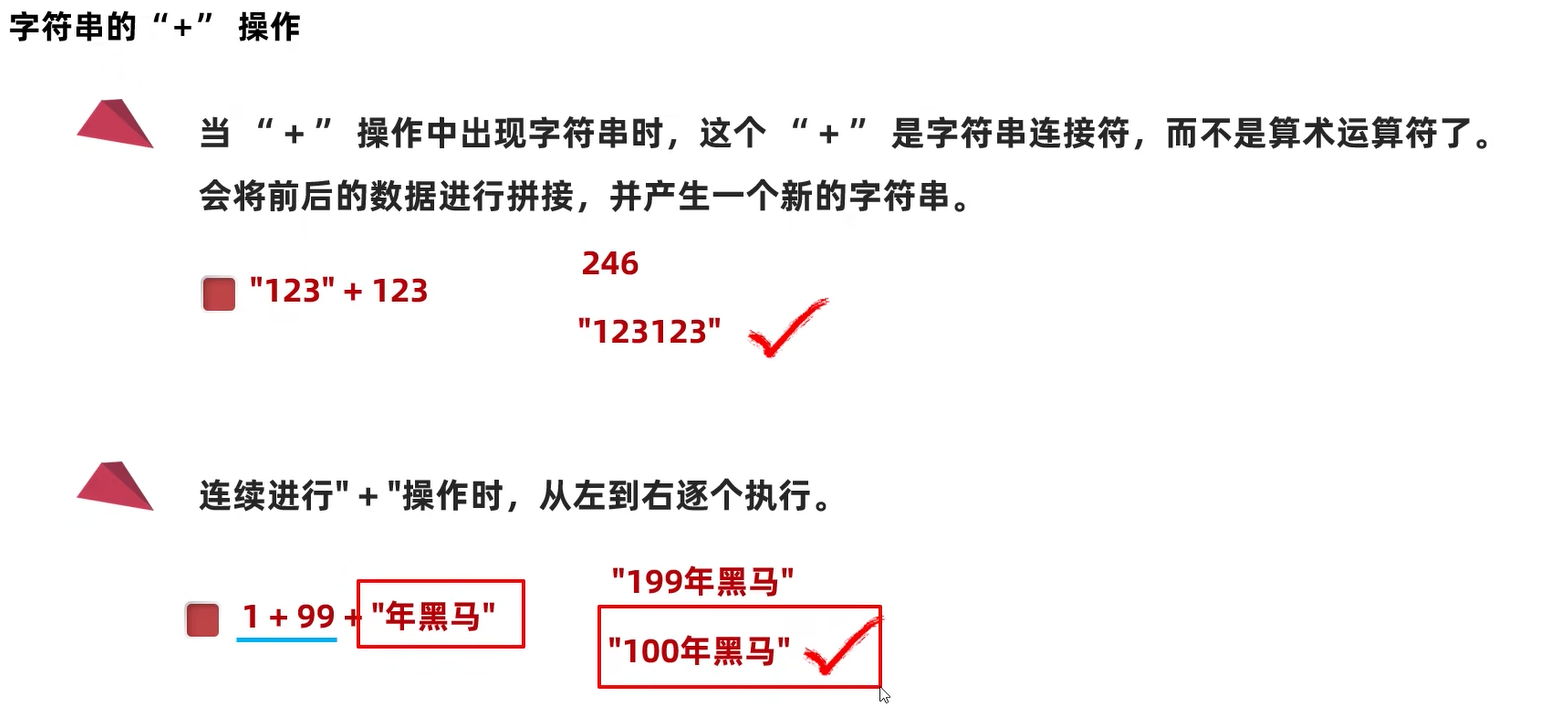 字符串的“+” 操作
当 “ + ” 操作中出现字符串时，这个 “ + ” 是字符串连接符，而不是算术运算符了。
会将前后的数据进行拼接，并产生一个新的字符串。
"123" + 123
246
"123123"
连续进行" + "操作时，从左到右逐个执行。
1 + 99 + "年黑马"
"199年黑马"
"100年黑马"